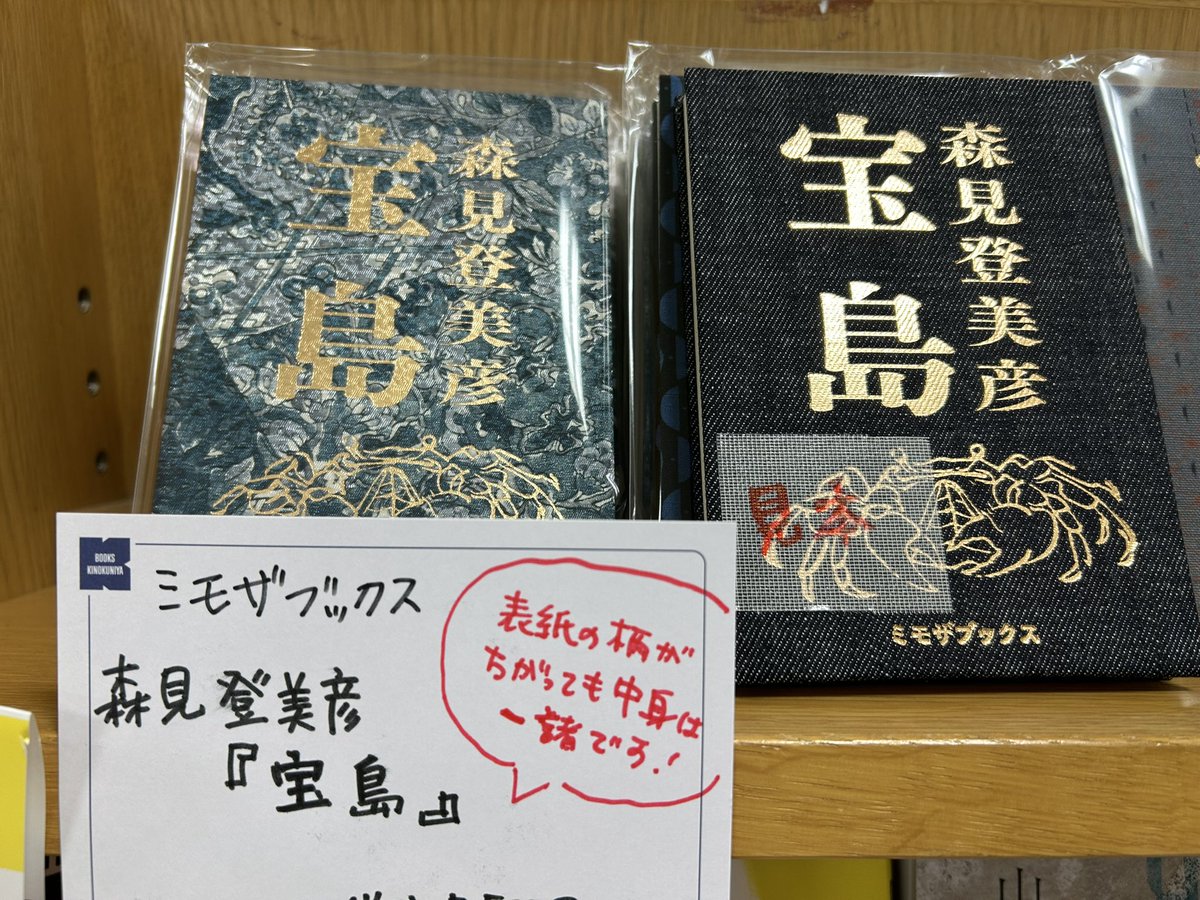 宝島
森見登美彦
宝島
森見登美彦
見本
ミモザブックス
BOOKS
KINOKUNIYA
ミモザブックス
森見登美彦
『宝島』
表紙の柄が
ちがっても中身は
一緒です!